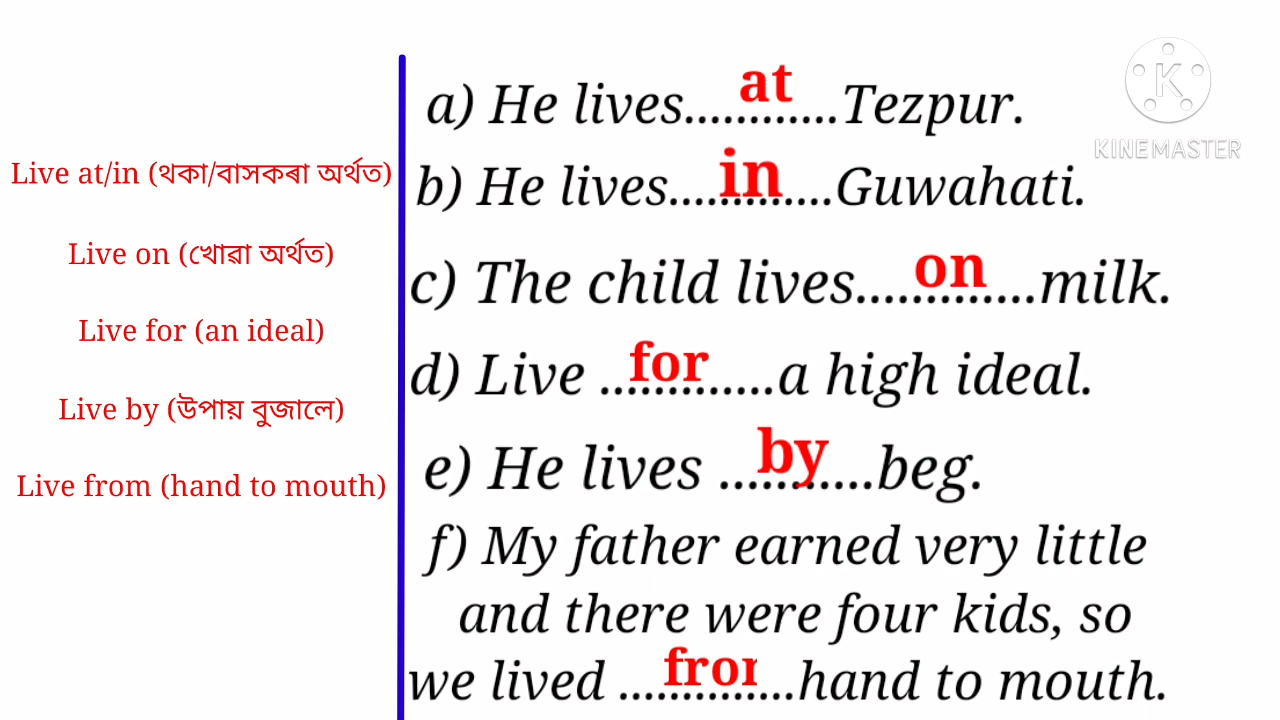 Live at/in (থকা/বাসকৰা অৰ্থত)
Live on (খোৱা অৰ্থত)
Live for (an ideal)
Live by (উপায় বুজালে)
Live from (hand to mouth)
a) He lives....at....Tezpur.
b) He lives....in....Guwahati.
c) The child lives....on....milk.
d) Live ....for....a high ideal.
e) He lives ....by....beg.
f) My father earned very little
and there were four kids, so
we lived ....from....hand to mouth.
KINEMASTER